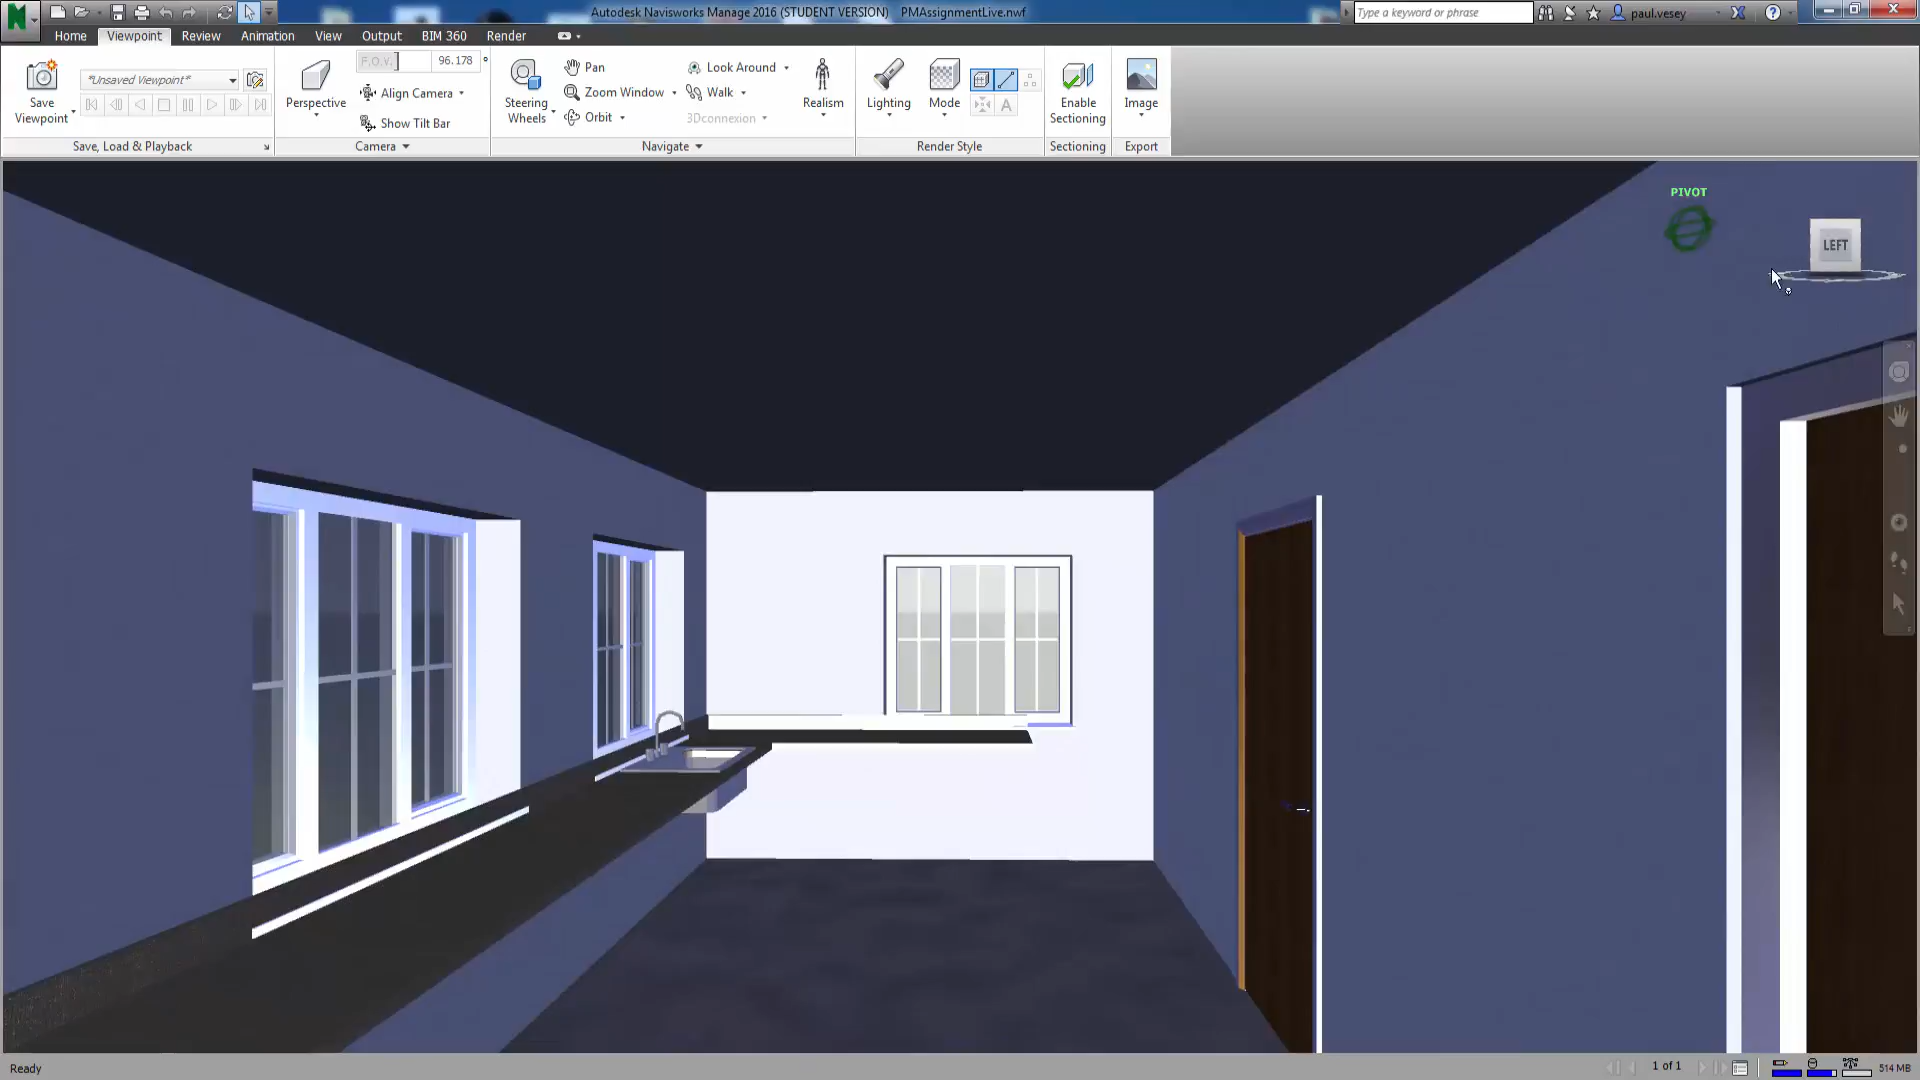 Autodesk Navisworks Manage 2016 (STUDENT VERSION) PMAssignmentLive.nwf
Type a keyword or phrase
paul.vesey
Home Viewpoint Review Animation View Output BIM 360 Render
Save Viewpoint
*Unsaved Viewpoint*
Save, Load & Playback
Perspective
F.O.V. 96.178 °
Align Camera
Show Tilt Bar
Camera
Steering Wheels
Pan
Zoom Window
Orbit
Look Around
Walk
3Dconnexion
Realism
Navigate
Lighting
Mode
A
Render Style
Enable Sectioning
Sectioning
Image
Export
PIVOT
LEFT
Ready
1 of 1
514 MB